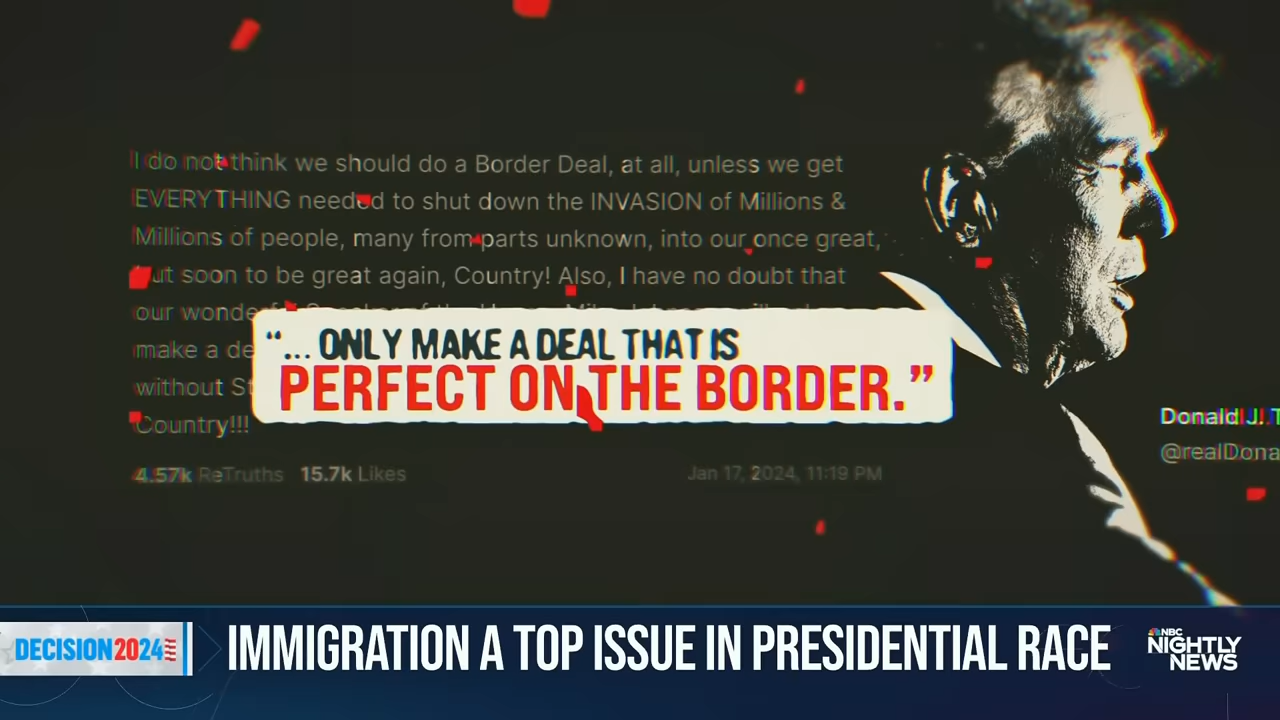 I do not think we should do a Border Deal, at all, unless we get
EVERYTHING needed to shut down the INVASION of Millions &
Millions of people, many from parts unknown, into our once great,
but soon to be great again, Country! Also, I have no doubt that
our
make a
without
Country!!!
“... ONLY MAKE A DEAL THAT IS
PERFECT ON THE BORDER.”
4.57k ReTruths 15.7k Likes
Jan 17, 2024, 11:19 PM
Donald J. T
@realDona
DECISION 2024
IMMIGRATION A TOP ISSUE IN PRESIDENTIAL RACE
NBC
NIGHTLY
NEWS